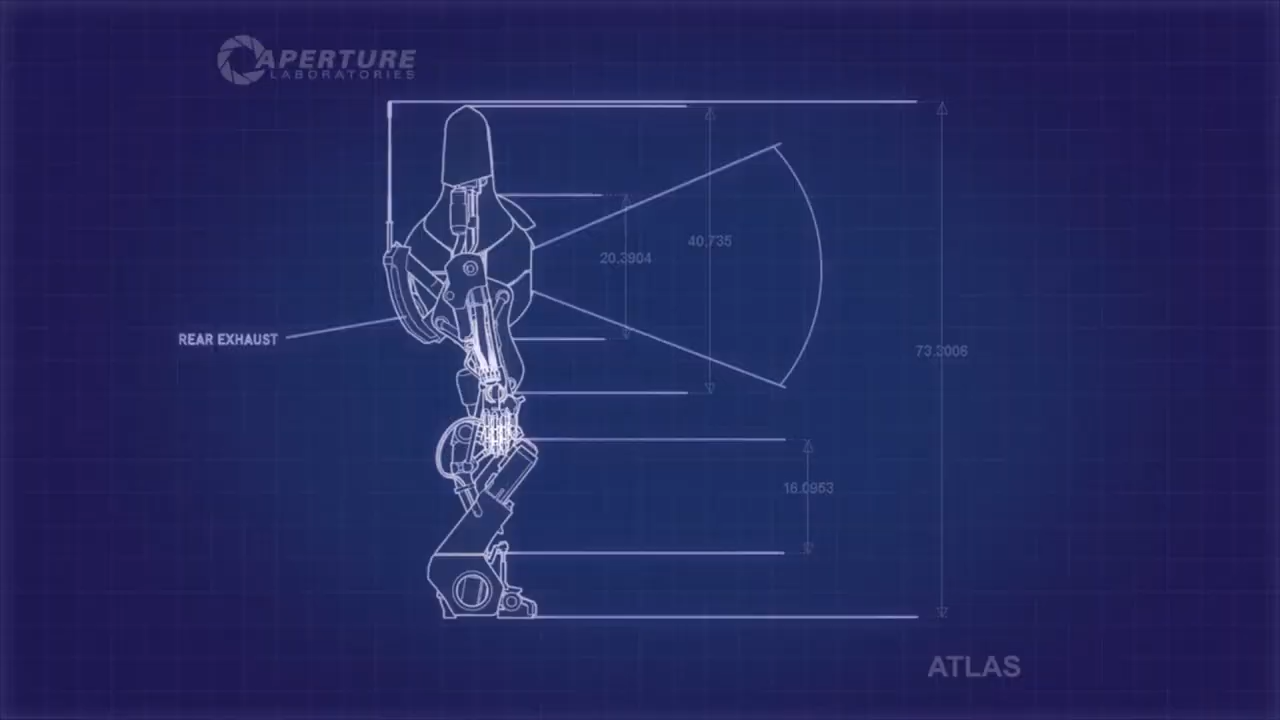 APERTURE
LABORATORIES
40.735
20.3904
REAR EXHAUST
73.3006
16.0953
ATLAS